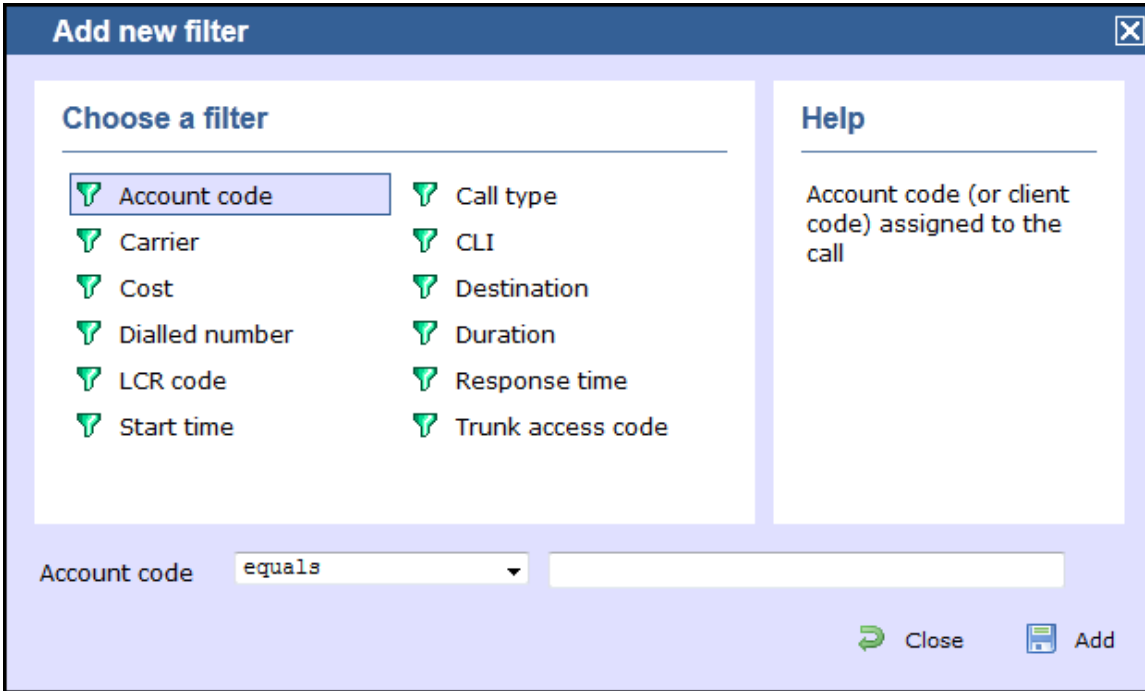 Add new filter
Choose a filter
Account code
Call type
Carrier
CLI
Cost
Destination
Dialled number
Duration
LCR code
Response time
Start time
Trunk access code
Help
Account code (or client
code) assigned to the
call
Account code
equals
Close
Add